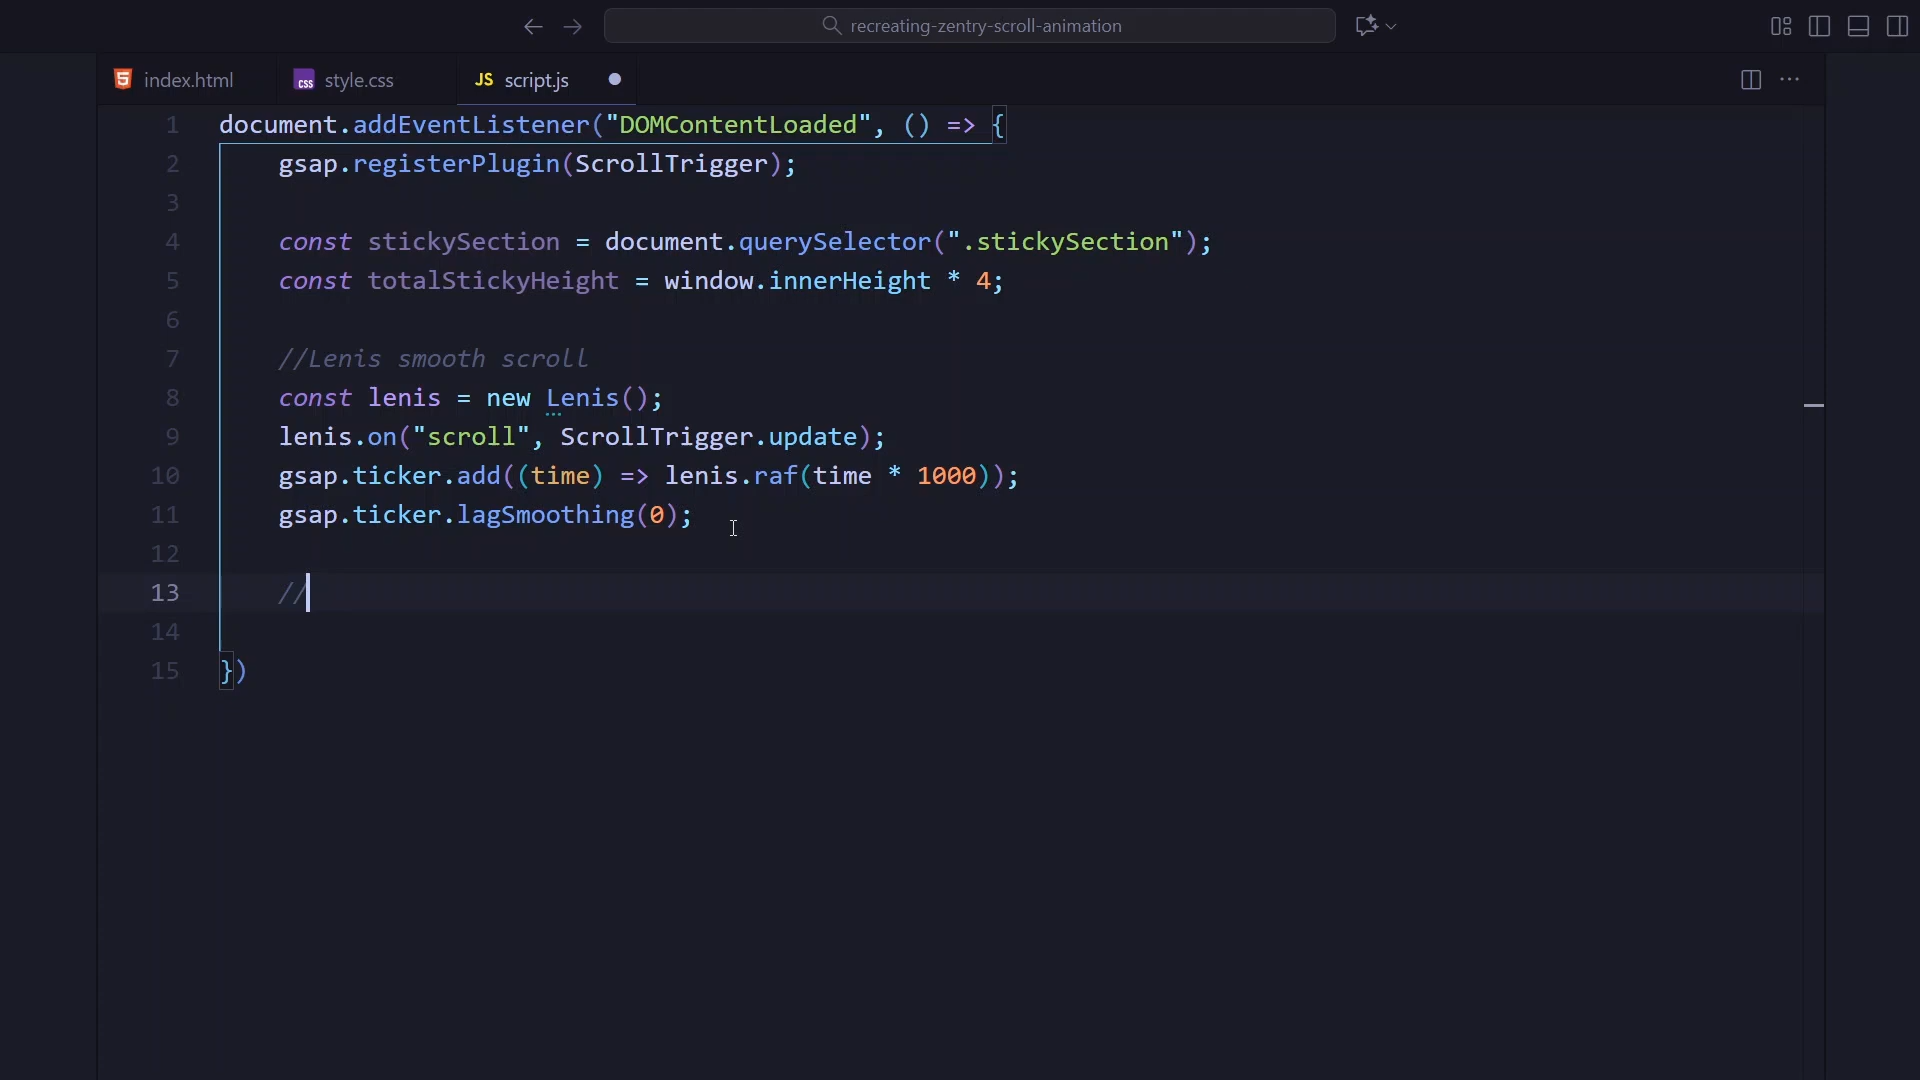 recreating-zentry-scroll-animation
index.html
css style.css
JS script.js
1 document.addEventListener("DOMContentLoaded", () => {
2 gsap.registerPlugin(ScrollTrigger);
3
4 const stickySection = document.querySelector(".stickySection");
5 const totalStickyHeight = window.innerHeight * 4;
6
7 //Lenis smooth scroll
8 const lenis = new Lenis();
9 lenis.on("scroll", ScrollTrigger.update);
10 gsap.ticker.add((time) => lenis.raf(time * 1000));
11 gsap.ticker.lagSmoothing(0);
12
13 //
14
15 })